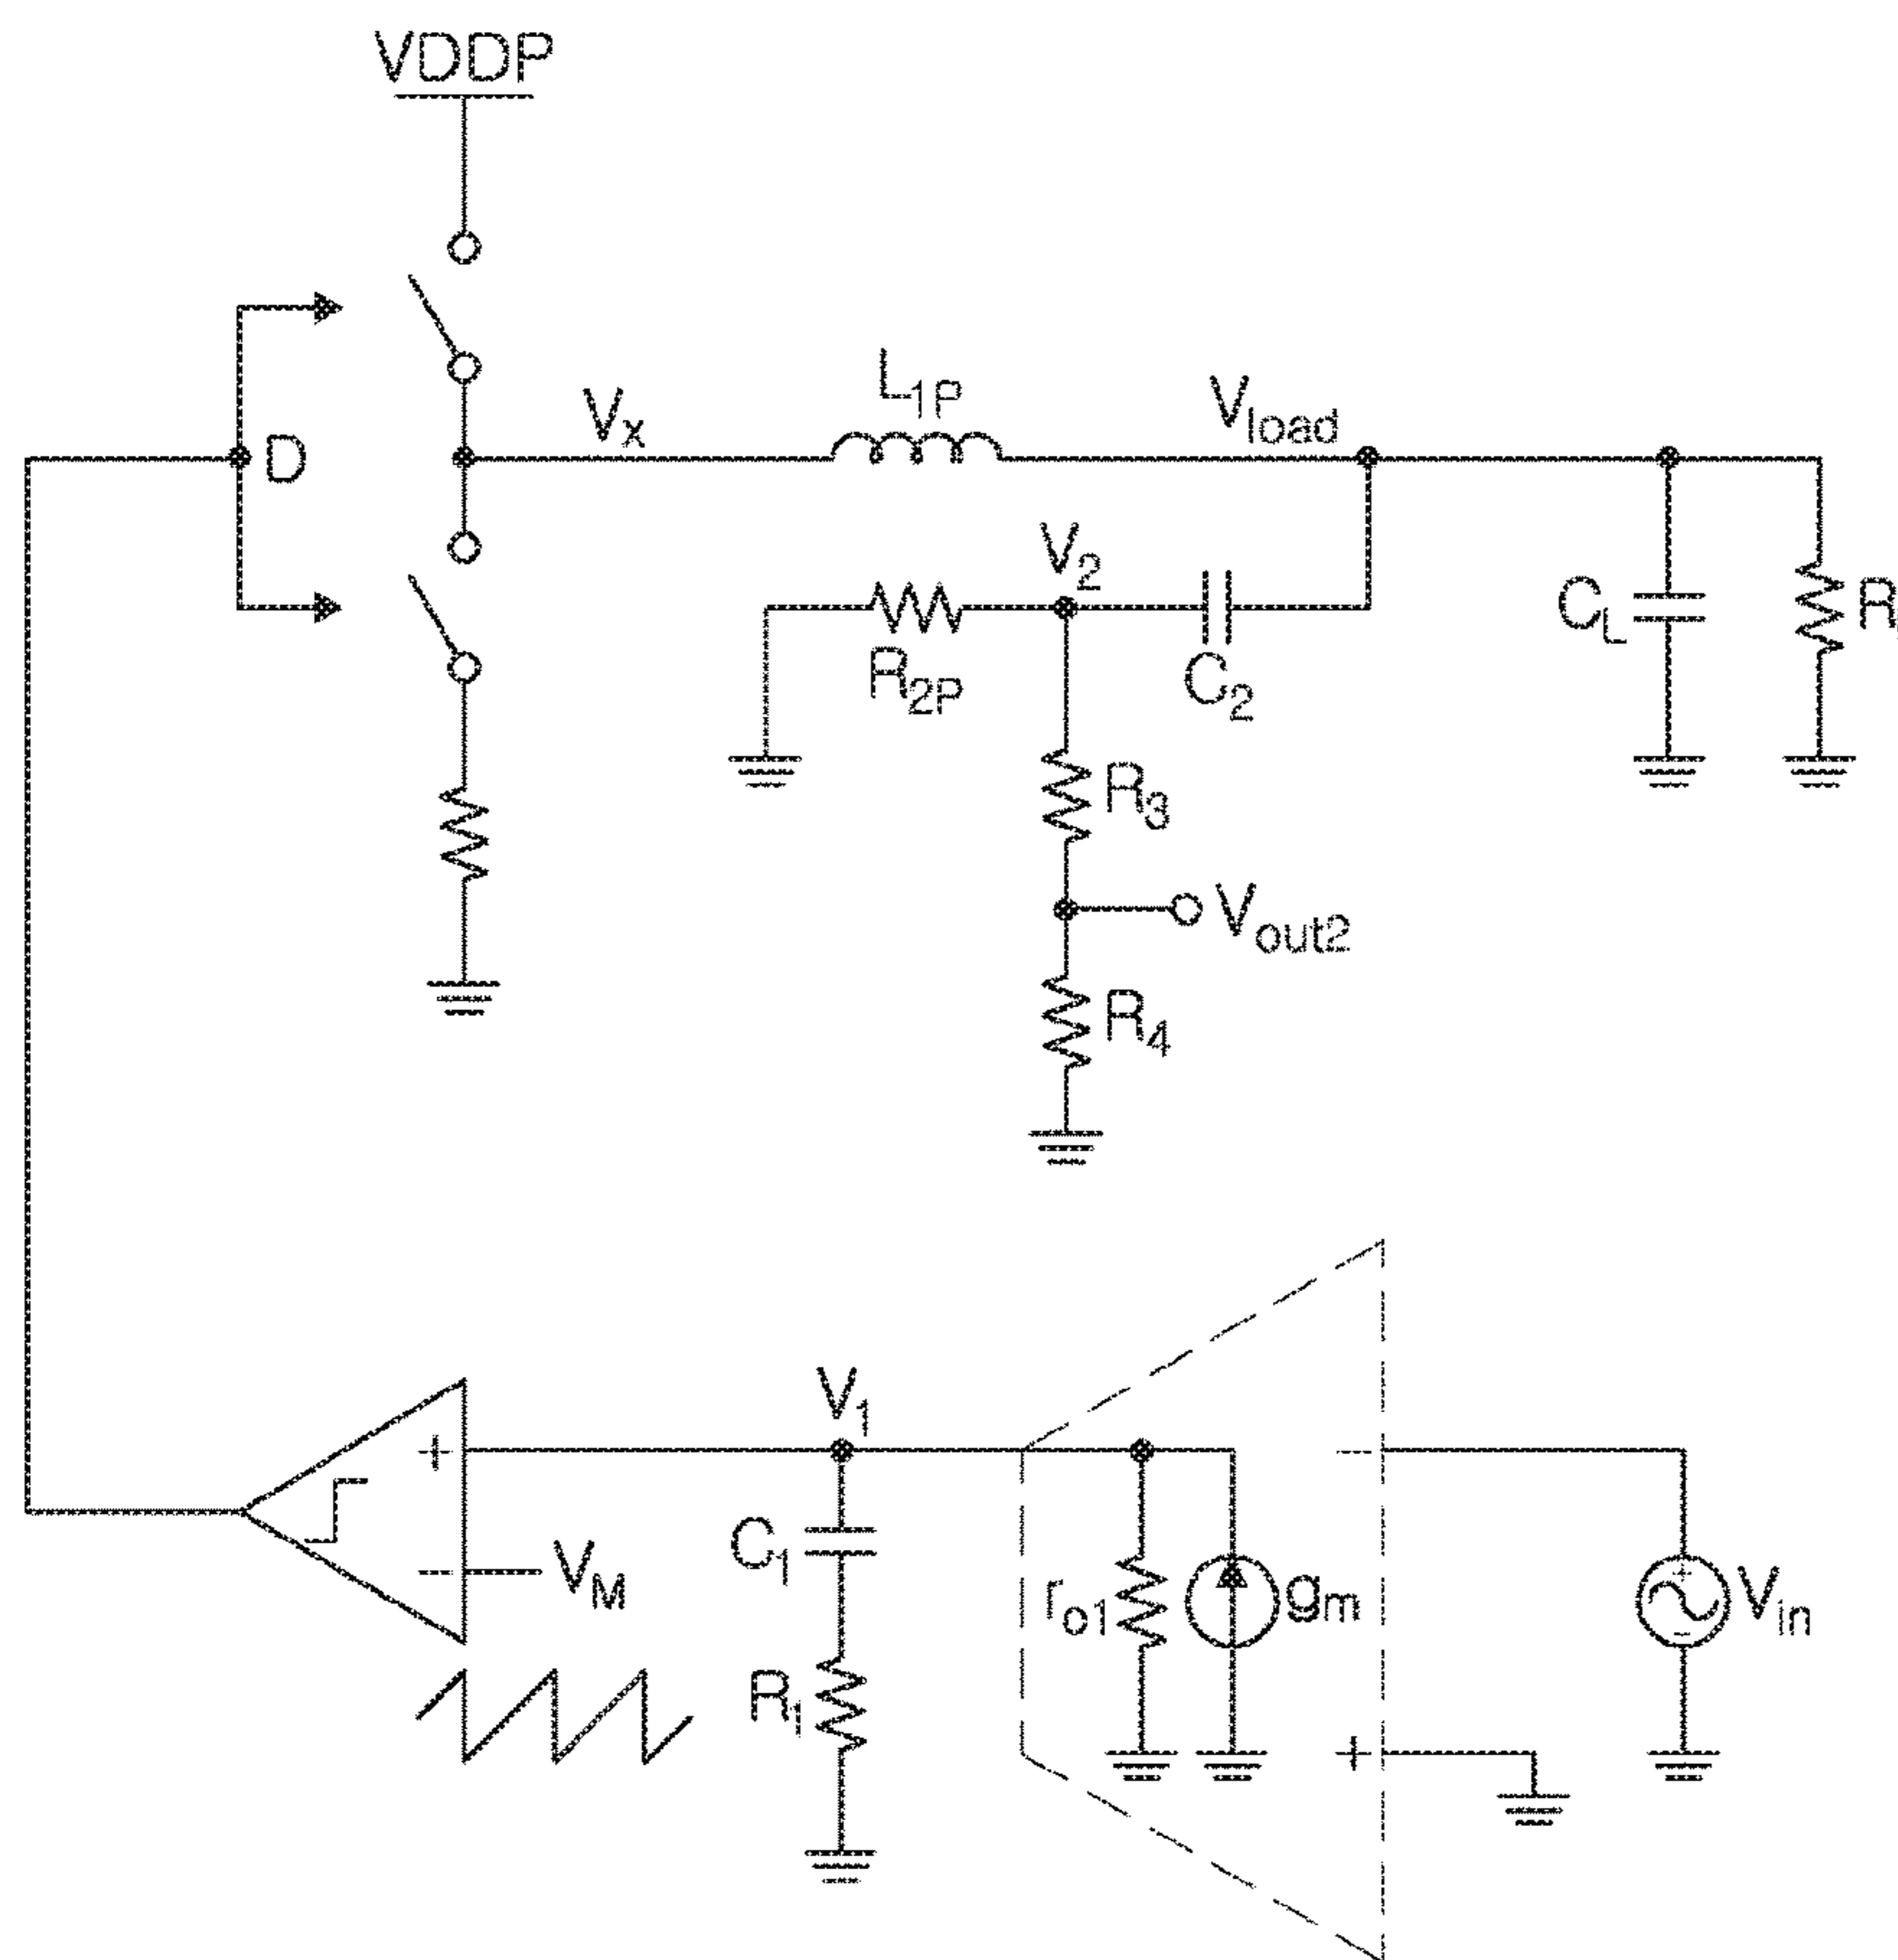 VDDP
D
Vx
L1P
Vload
V2
R2P
C2
CL
R
R3
Vout2
R4
V1
+
−
VM
C1
R1
ro1
gm
−
+
+
−
Vin